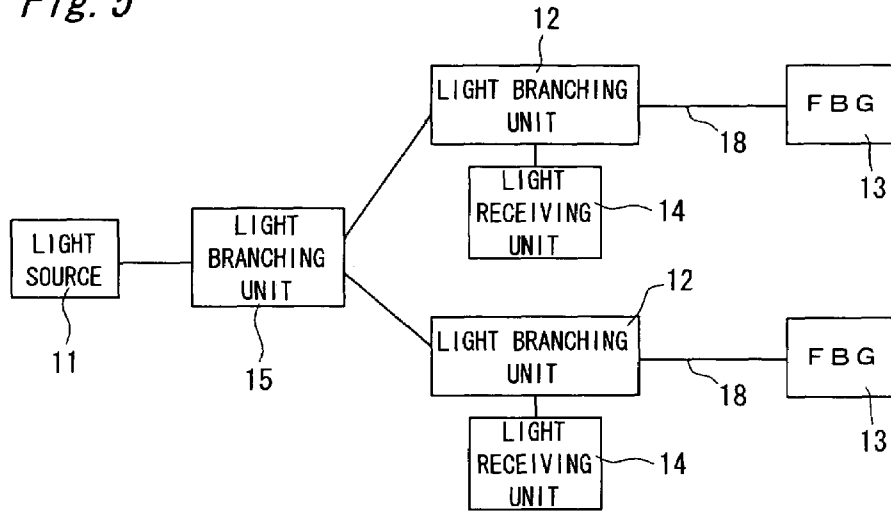 Fig. 5
12
LIGHT BRANCHING
UNIT
18
FBG
13
LIGHT
RECEIVING
UNIT
14
LIGHT
SOURCE
11
LIGHT
BRANCHING
UNIT
15
12
LIGHT BRANCHING
UNIT
18
FBG
13
LIGHT
RECEIVING
UNIT
14